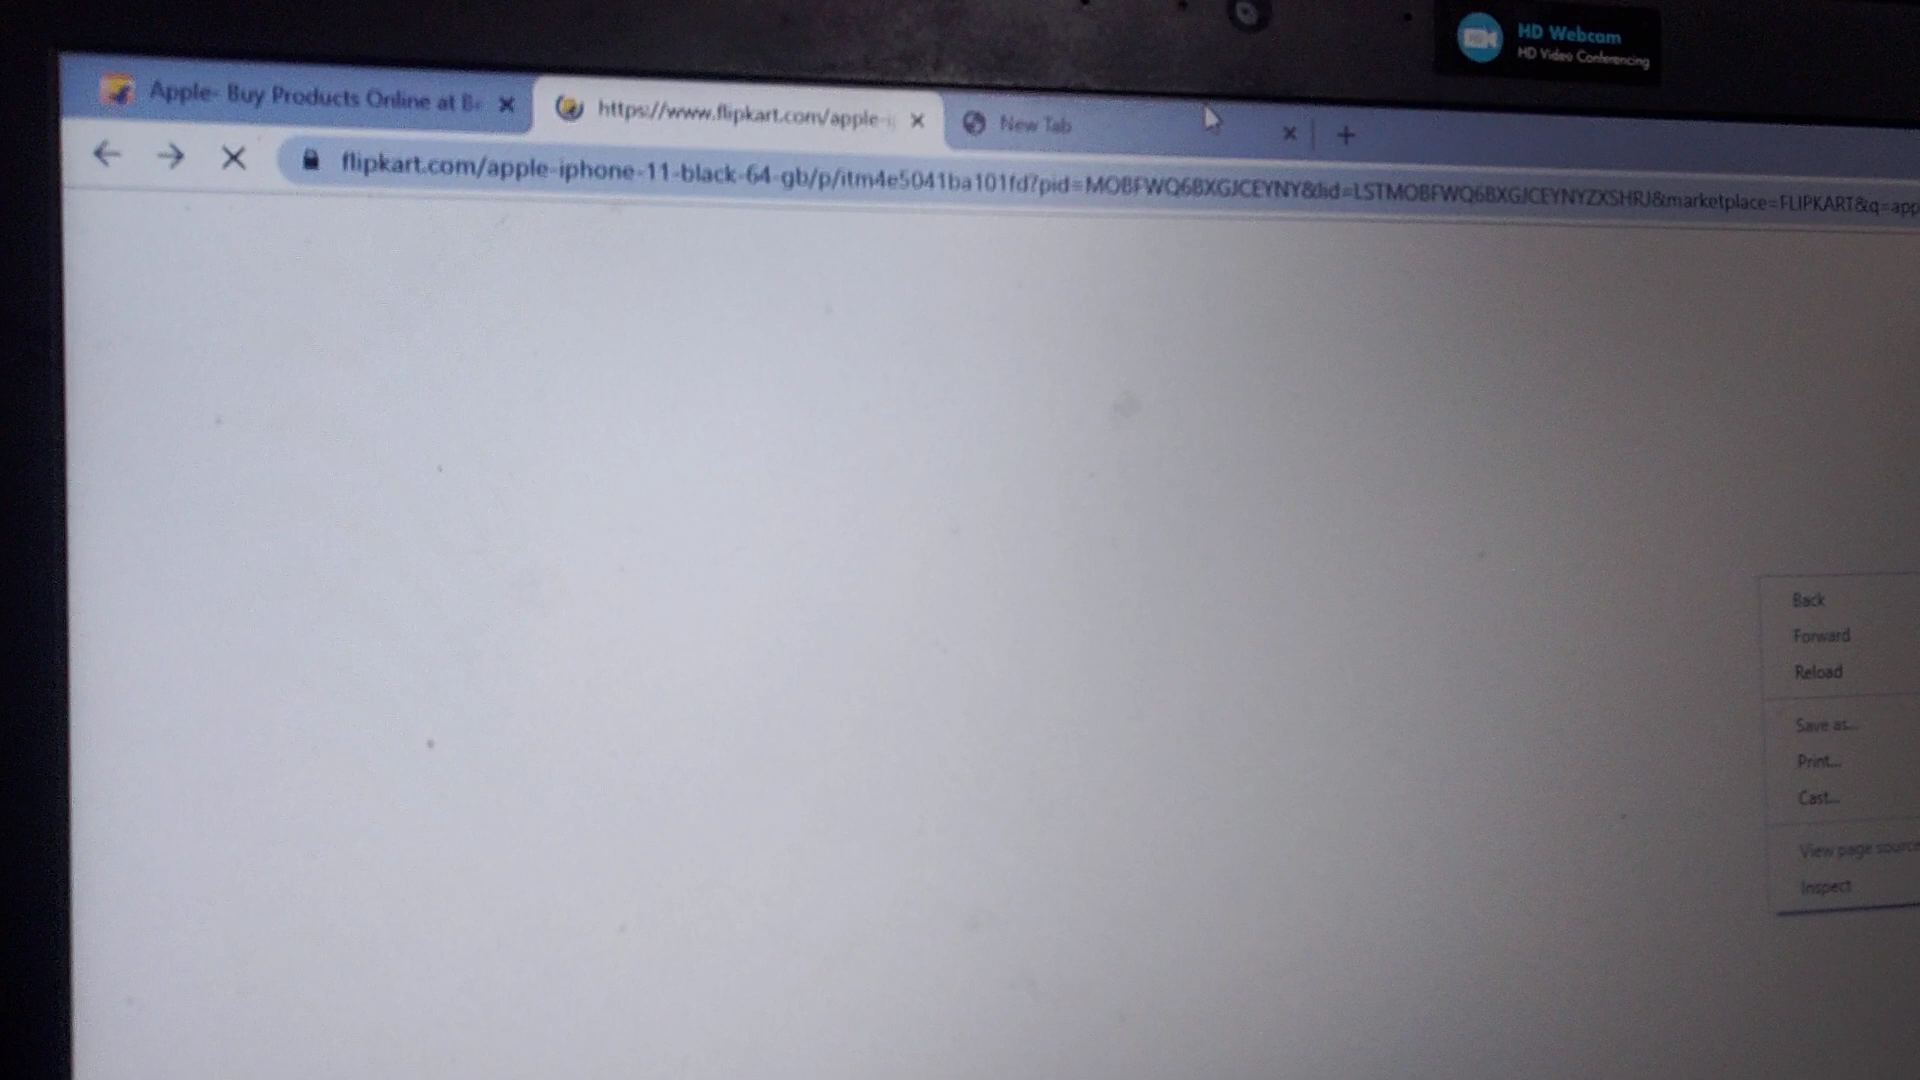 HD Webcam
HD Video Conferencing
Apple- Buy Products Online at Be
https://www.flipkart.com/apple-i
New Tab
flipkart.com/apple-iphone-11-black-64-gb/p/itm4e5041ba101fd?pid=MOBFWQ6BXGJCEYNY&lid=LSTMOBFWQ6BXGJCEYNYZXSHRJ&marketplace=FLIPKART&q=app
Back
Forward
Reload
Save as...
Print...
Cast...
View page source
Inspect